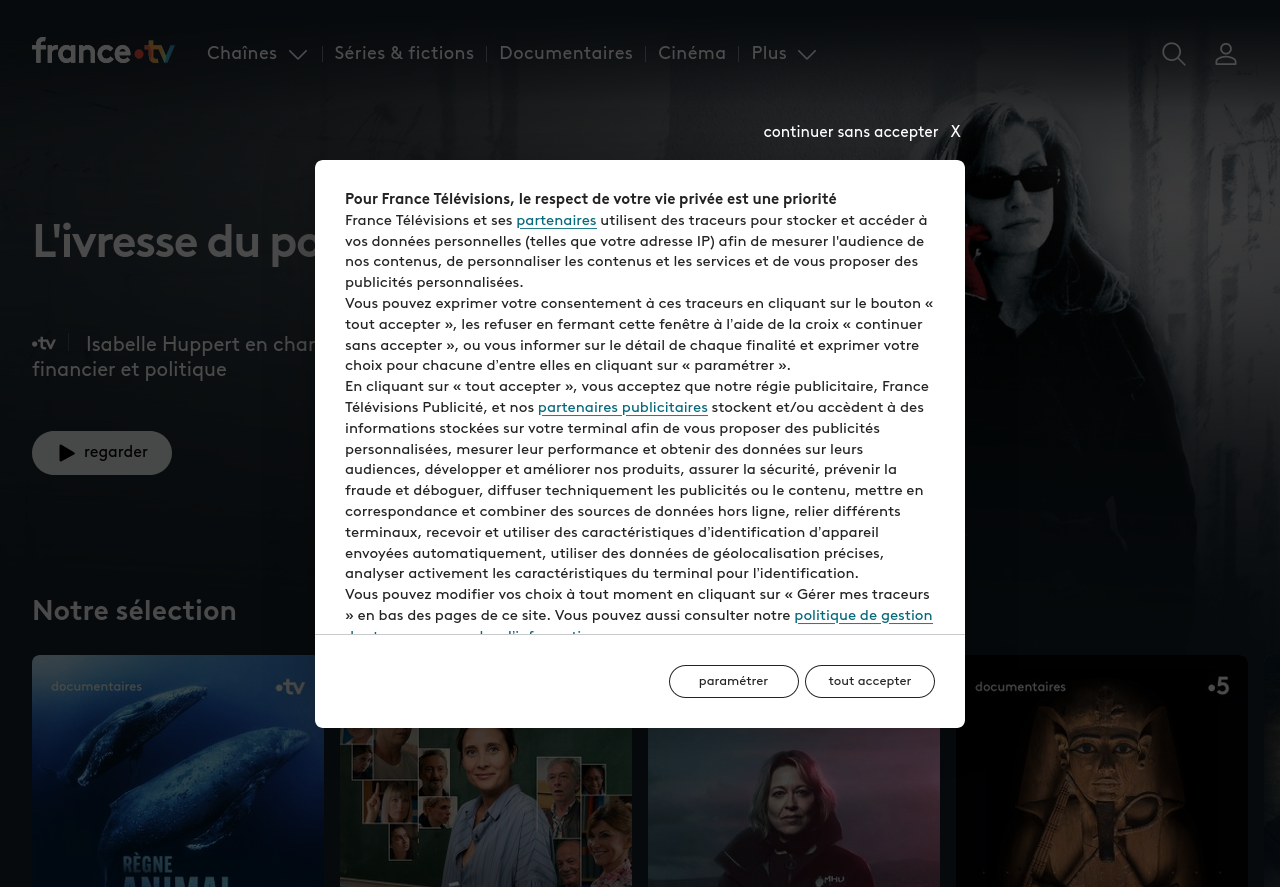 france•tv
Chaînes
Séries & fictions
Documentaires
Cinéma
Plus
continuer sans accepter X
L'ivresse du po
•tv Isabelle Huppert en char
financier et politique
regarder
Pour France Télévisions, le respect de votre vie privée est une priorité
France Télévisions et ses partenaires utilisent des traceurs pour stocker et accéder à
vos données personnelles (telles que votre adresse IP) afin de mesurer l'audience de
nos contenus, de personnaliser les contenus et les services et de vous proposer des
publicités personnalisées.
Vous pouvez exprimer votre consentement à ces traceurs en cliquant sur le bouton «
tout accepter », les refuser en fermant cette fenêtre à l'aide de la croix « continuer
sans accepter », ou vous informer sur le détail de chaque finalité et exprimer votre
choix pour chacune d'entre elles en cliquant sur « paramétrer ».
En cliquant sur « tout accepter », vous acceptez que notre régie publicitaire, France
Télévisions Publicité, et nos partenaires publicitaires stockent et/ou accèdent à des
informations stockées sur votre terminal afin de vous proposer des publicités
personnalisées, mesurer leur performance et obtenir des données sur leurs
audiences, développer et améliorer nos produits, assurer la sécurité, prévenir la
fraude et déboguer, diffuser techniquement les publicités ou le contenu, mettre en
correspondance et combiner des sources de données hors ligne, relier différents
terminaux, recevoir et utiliser des caractéristiques d'identification d'appareil
envoyées automatiquement, utiliser des données de géolocalisation précises,
analyser activement les caractéristiques du terminal pour l'identification.
Vous pouvez modifier vos choix à tout moment en cliquant sur « Gérer mes traceurs
» en bas des pages de ce site. Vous pouvez aussi consulter notre politique de gestion
paramétrer
tout accepter
Notre sélection
documentaires
•tv
documentaires
•5
RÈGNE
ANIMAL
MHU